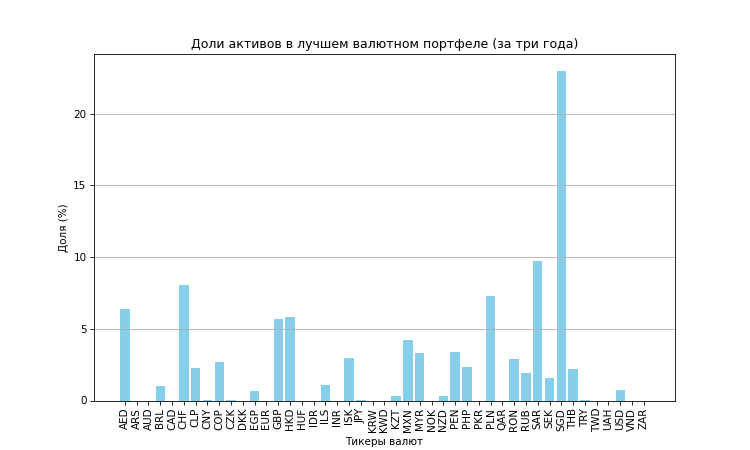 Доли активов в лучшем валютном портфеле (за три года)
Доля (%)
20
15
10
5
0
AED ARS AUD BRL CAD CHF CLP CNY COP CZK DKK EGP EUR GBP HKD HUF IDR ILS INR ISK JPY KRW KWD KZT MXN MYR NOK NZD PEN PHP PKR PLN QAR RON RUB SAR SEK SGD THB TRY TWD UAH USD VND ZAR
Тикеры валют